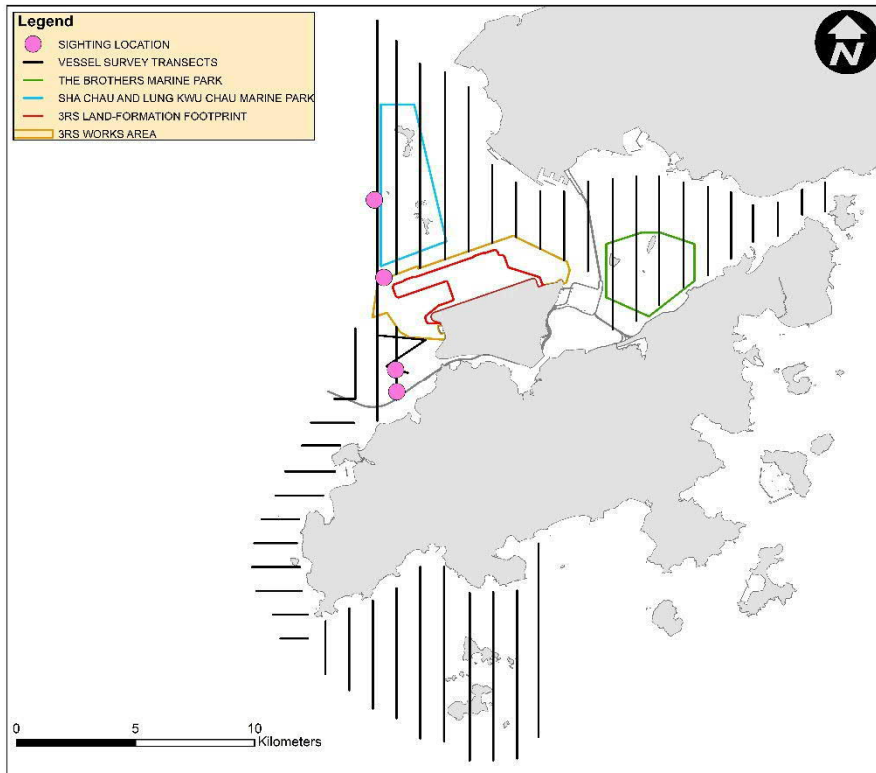 Legend
SIGHTING LOCATION
VESSEL SURVEY TRANSECTS
THE BROTHERS MARINE PARK
SHA CHAU AND LUNG KWU CHAU MARINE PARK
3RS LAND-FORMATION FOOTPRINT
3RS WORKS AREA
N
0 5 10
Kilometers